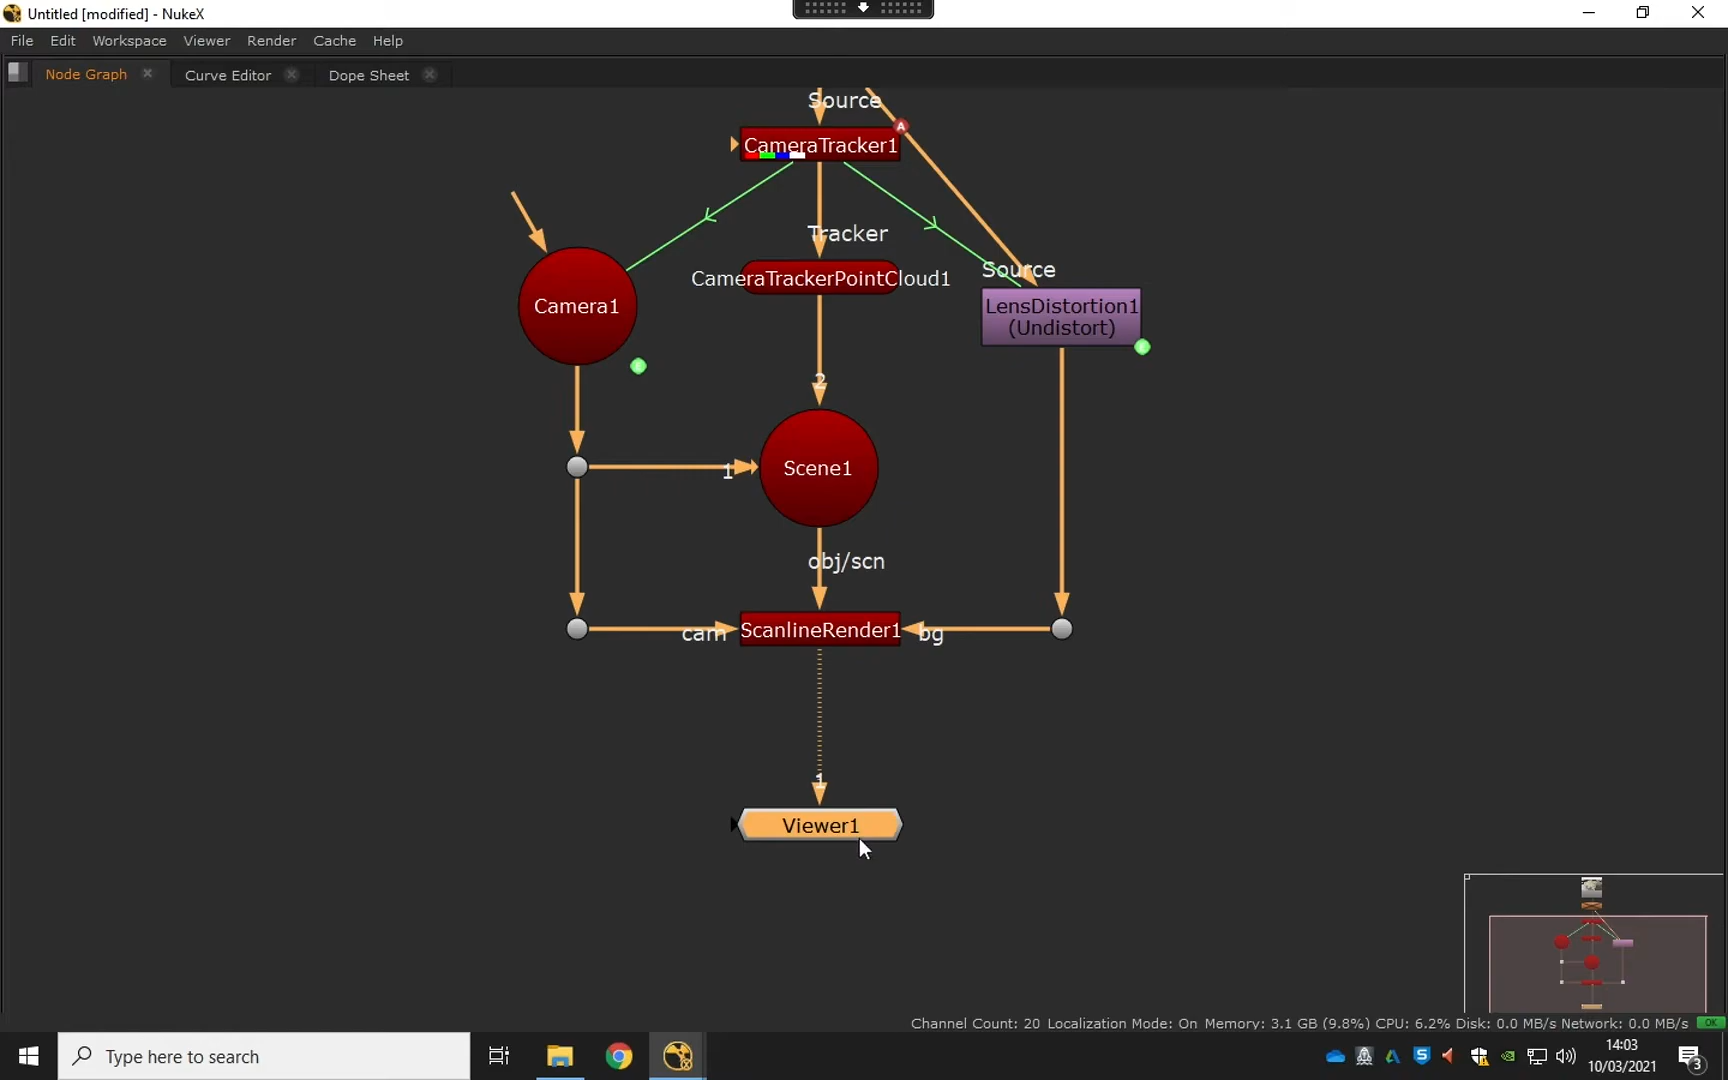 Untitled [modified] - NukeX
File Edit Workspace Viewer Render Cache Help
Node Graph Curve Editor Dope Sheet
Source
A
CameraTracker1
Tracker
CameraTrackerPointCloud1
Camera1
Source
LensDistortion1
(Undistort)
2
1
Scene1
obj/scn
cam
ScanlineRender1
bg
1
Viewer1
Channel Count: 20 Localization Mode: On Memory: 3.1 GB (9.8%) CPU: 6.2% Disk: 0.0 MB/s Network: 0.0 MB/s OK
Type here to search
14:03
10/03/2021
3